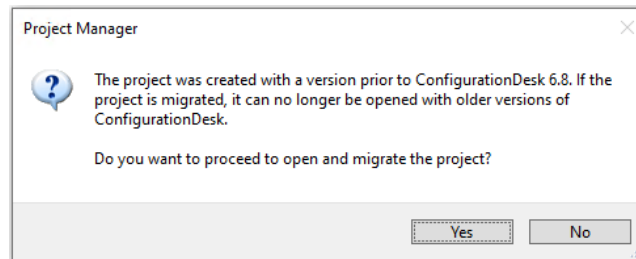 Project Manager
The project was created with a version prior to ConfigurationDesk 6.8. If the
project is migrated, it can no longer be opened with older versions of
ConfigurationDesk.
Do you want to proceed to open and migrate the project?
Yes
No